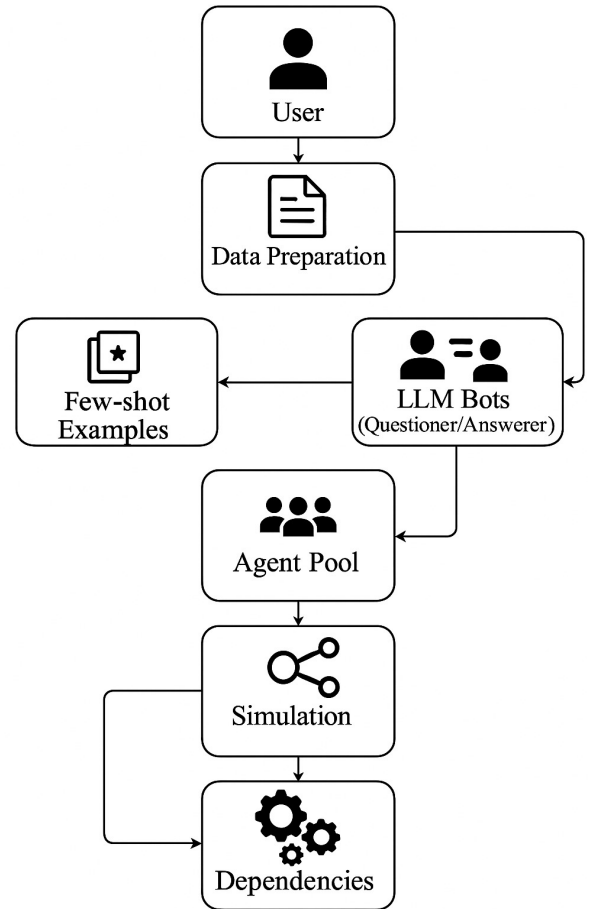 User
Data Preparation
Few-shot
Examples
LLM Bots
(Questioner/Answerer)
Agent Pool
Simulation
Dependencies